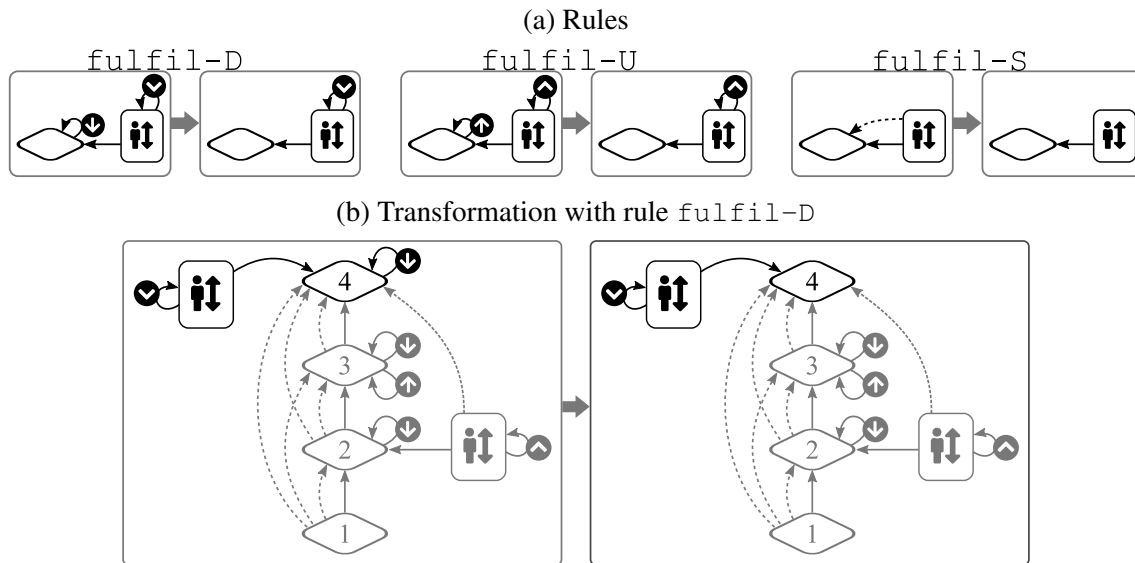 (a) Rules
fulfil-D fulfil-U fulfil-S
(b) Transformation with rule fulfil-D
4 4
3 3
2 2
1 1